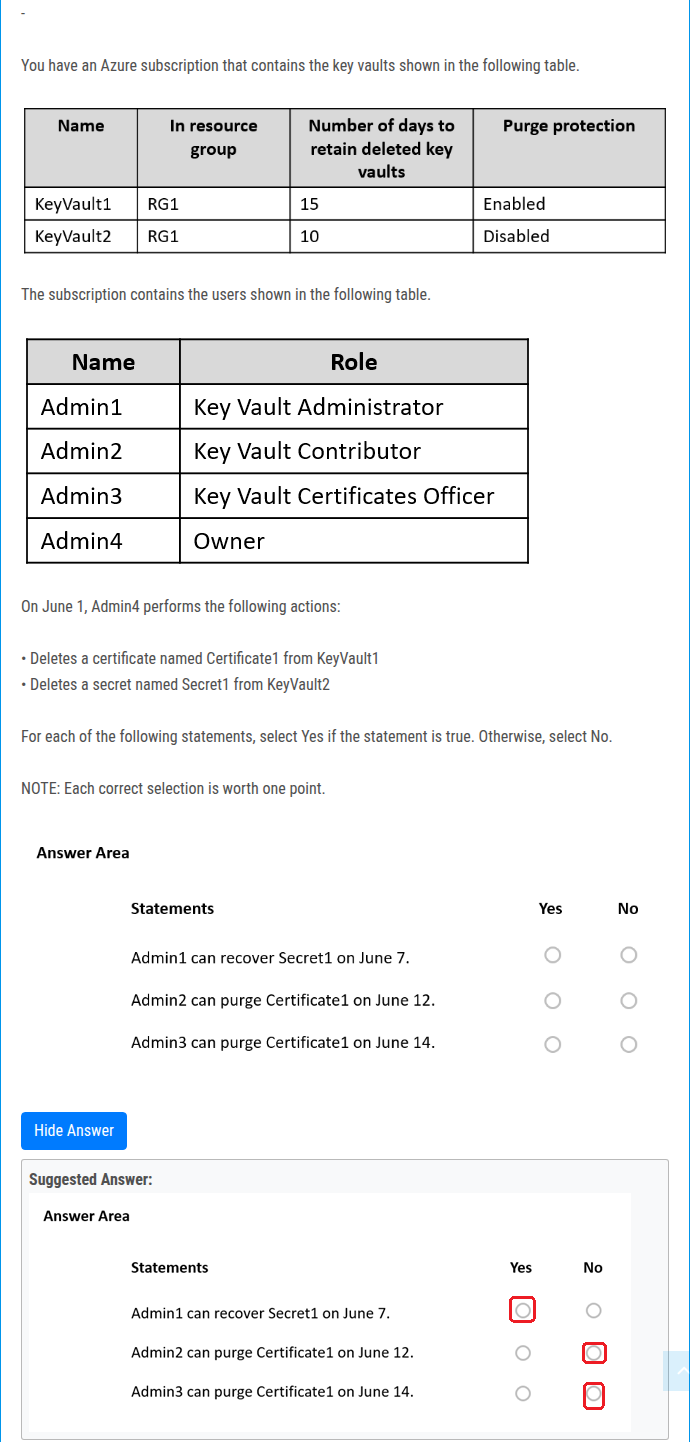 -
You have an Azure subscription that contains the key vaults shown in the following table.
Name In resource group Number of days to retain deleted key vaults Purge protection
KeyVault1 RG1 15 Enabled
KeyVault2 RG1 10 Disabled
The subscription contains the users shown in the following table.
Name Role
Admin1 Key Vault Administrator
Admin2 Key Vault Contributor
Admin3 Key Vault Certificates Officer
Admin4 Owner
On June 1, Admin4 performs the following actions:
• Deletes a certificate named Certificate1 from KeyVault1
• Deletes a secret named Secret1 from KeyVault2
For each of the following statements, select Yes if the statement is true. Otherwise, select No.
NOTE: Each correct selection is worth one point.
Answer Area
Statements Yes No
Admin1 can recover Secret1 on June 7.
Admin2 can purge Certificate1 on June 12.
Admin3 can purge Certificate1 on June 14.
Hide Answer
Suggested Answer:
Answer Area
Statements Yes No
Admin1 can recover Secret1 on June 7.
Admin2 can purge Certificate1 on June 12.
Admin3 can purge Certificate1 on June 14.